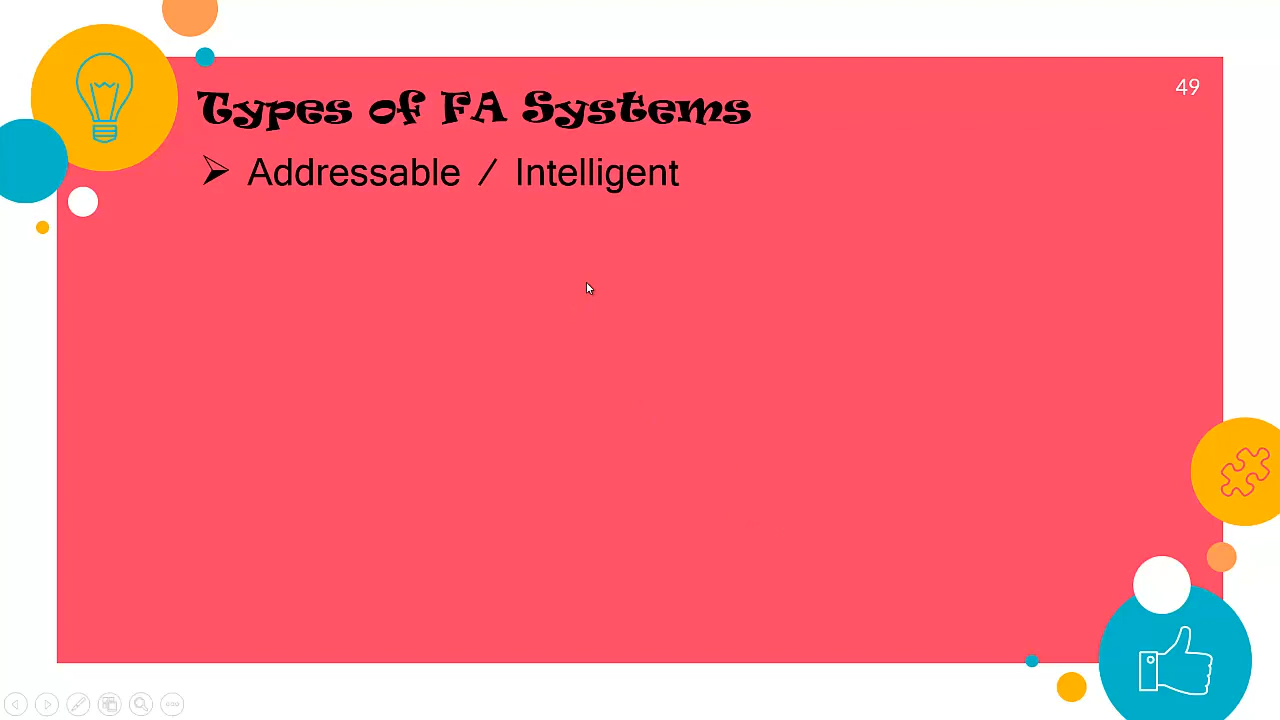 49
Types of FA Systems
➢ Addressable / Intelligent